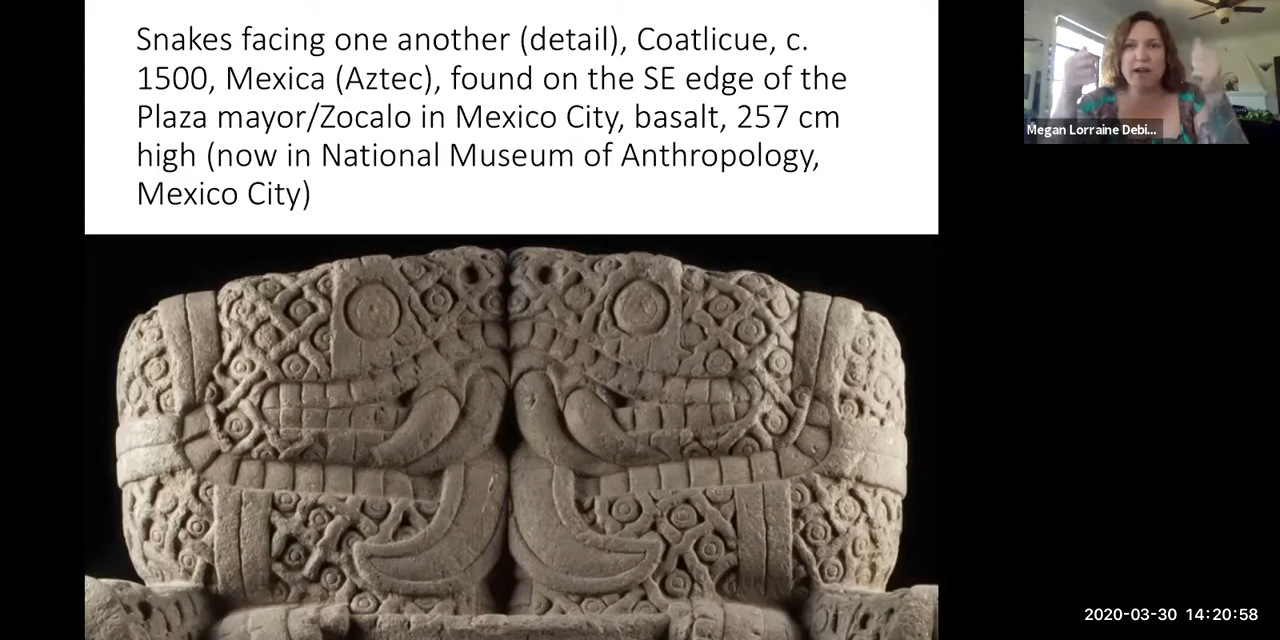 Snakes facing one another (detail), Coatlicue, c.
1500, Mexica (Aztec), found on the SE edge of the
Plaza mayor/Zocalo in Mexico City, basalt, 257 cm
high (now in National Museum of Anthropology,
Mexico City)
Megan Lorraine Debi...
2020-03-30 14:20:58